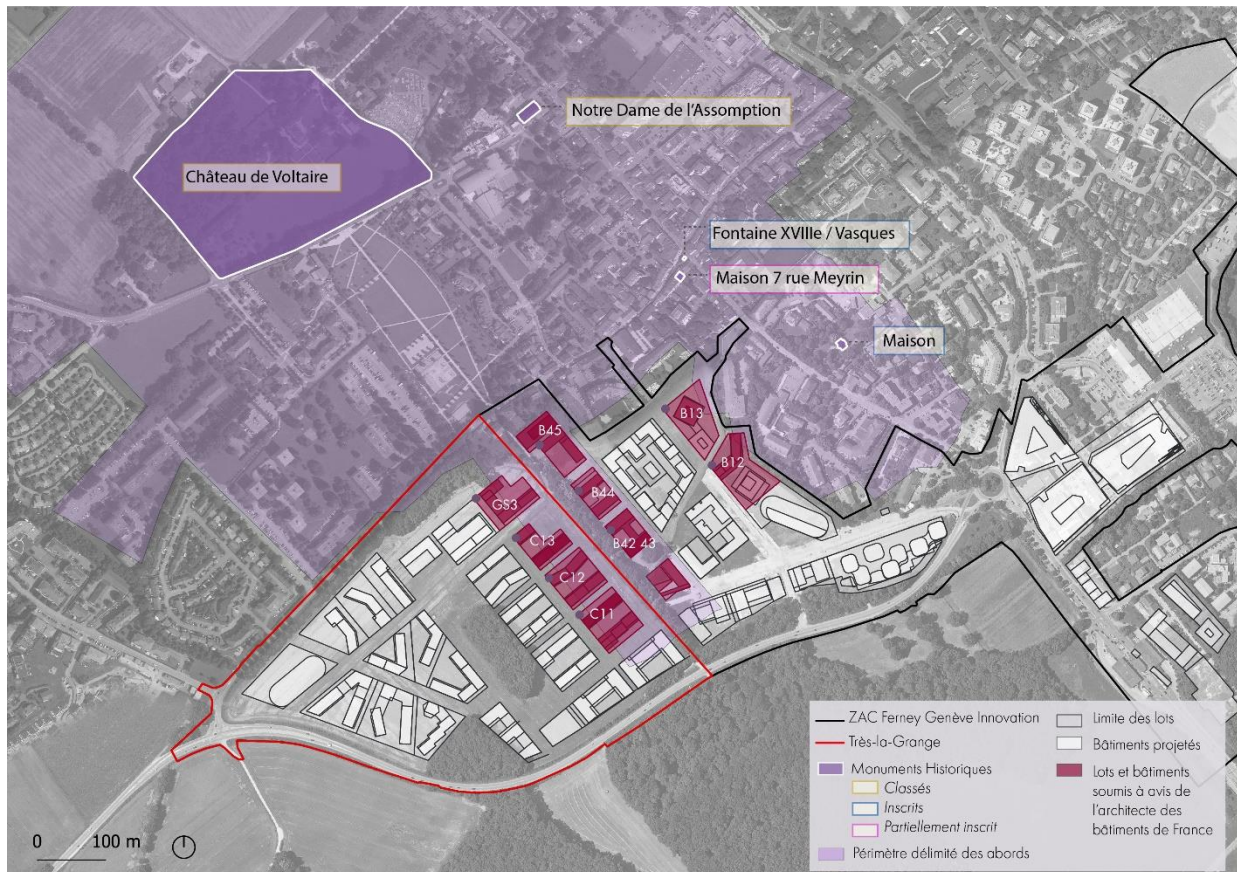 Notre Dame de l'Assomption
Château de Voltaire
Fontaine XVIIIe / Vasques
Maison 7 rue Meyrin
Maison
B13
B45
B12
B44
GS3
B42 43
C13
C12
C11
ZAC Ferney Genève Innovation
Très-la-Grange
Monuments Historiques
Classés
Inscrits
Partiellement inscrit
Périmètre délimité des abords
Limite des lots
Bâtiments projetés
Lots et bâtiments
soumis à avis de
l'architecte des
bâtiments de France
0 100 m